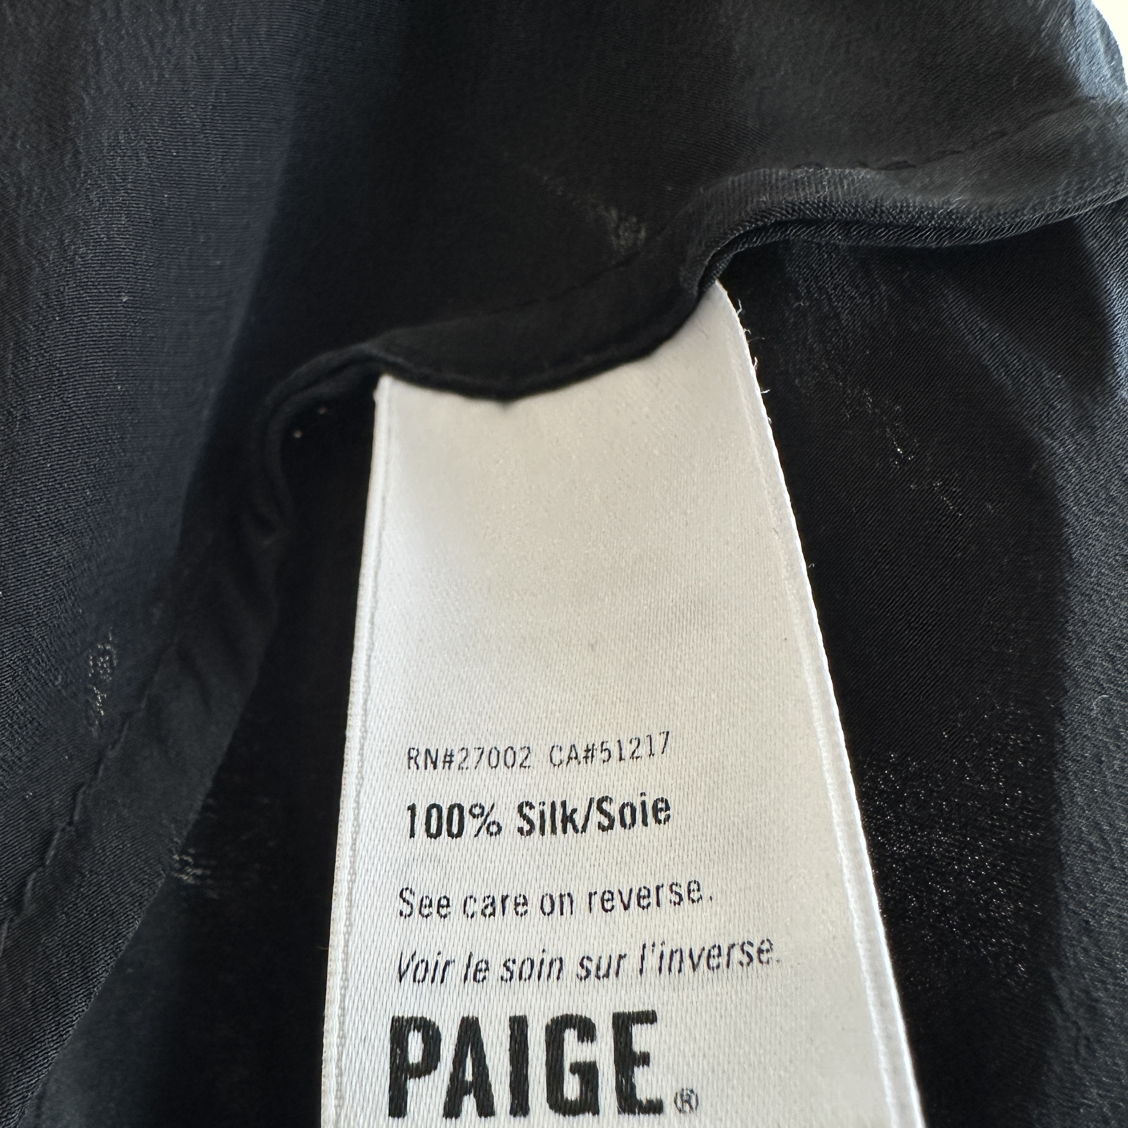 RN#27002 CA#51217
100% Silk/Soie
See care on reverse.
Voir le soin sur l'inverse.
PAIGE®